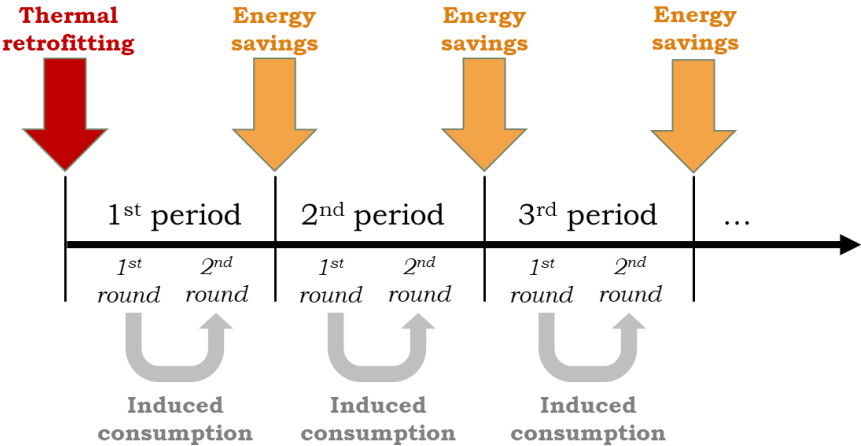 Thermal
retrofitting
Energy
savings
Energy
savings
Energy
savings
1st period
2nd period
3rd period
...
1st
round
2nd
round
1st
round
2nd
round
1st
round
2nd
round
Induced
consumption
Induced
consumption
Induced
consumption